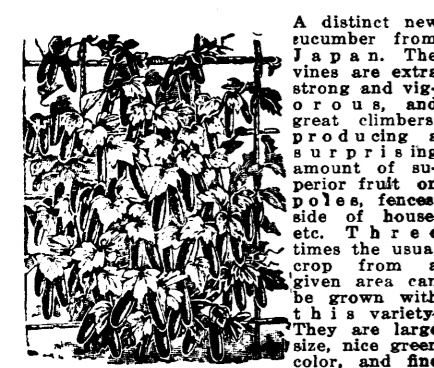 A distinct new
cucumber from
Japan. The
vines are extra
strong and vig-
orous, and
great climbers
producing a
surprising
amount of su-
perior fruit on
poles, fences
side of house
etc. Three
times the usual
crop from a
given area can
be grown with
this variety.
They are large
size, nice green
color, and fine